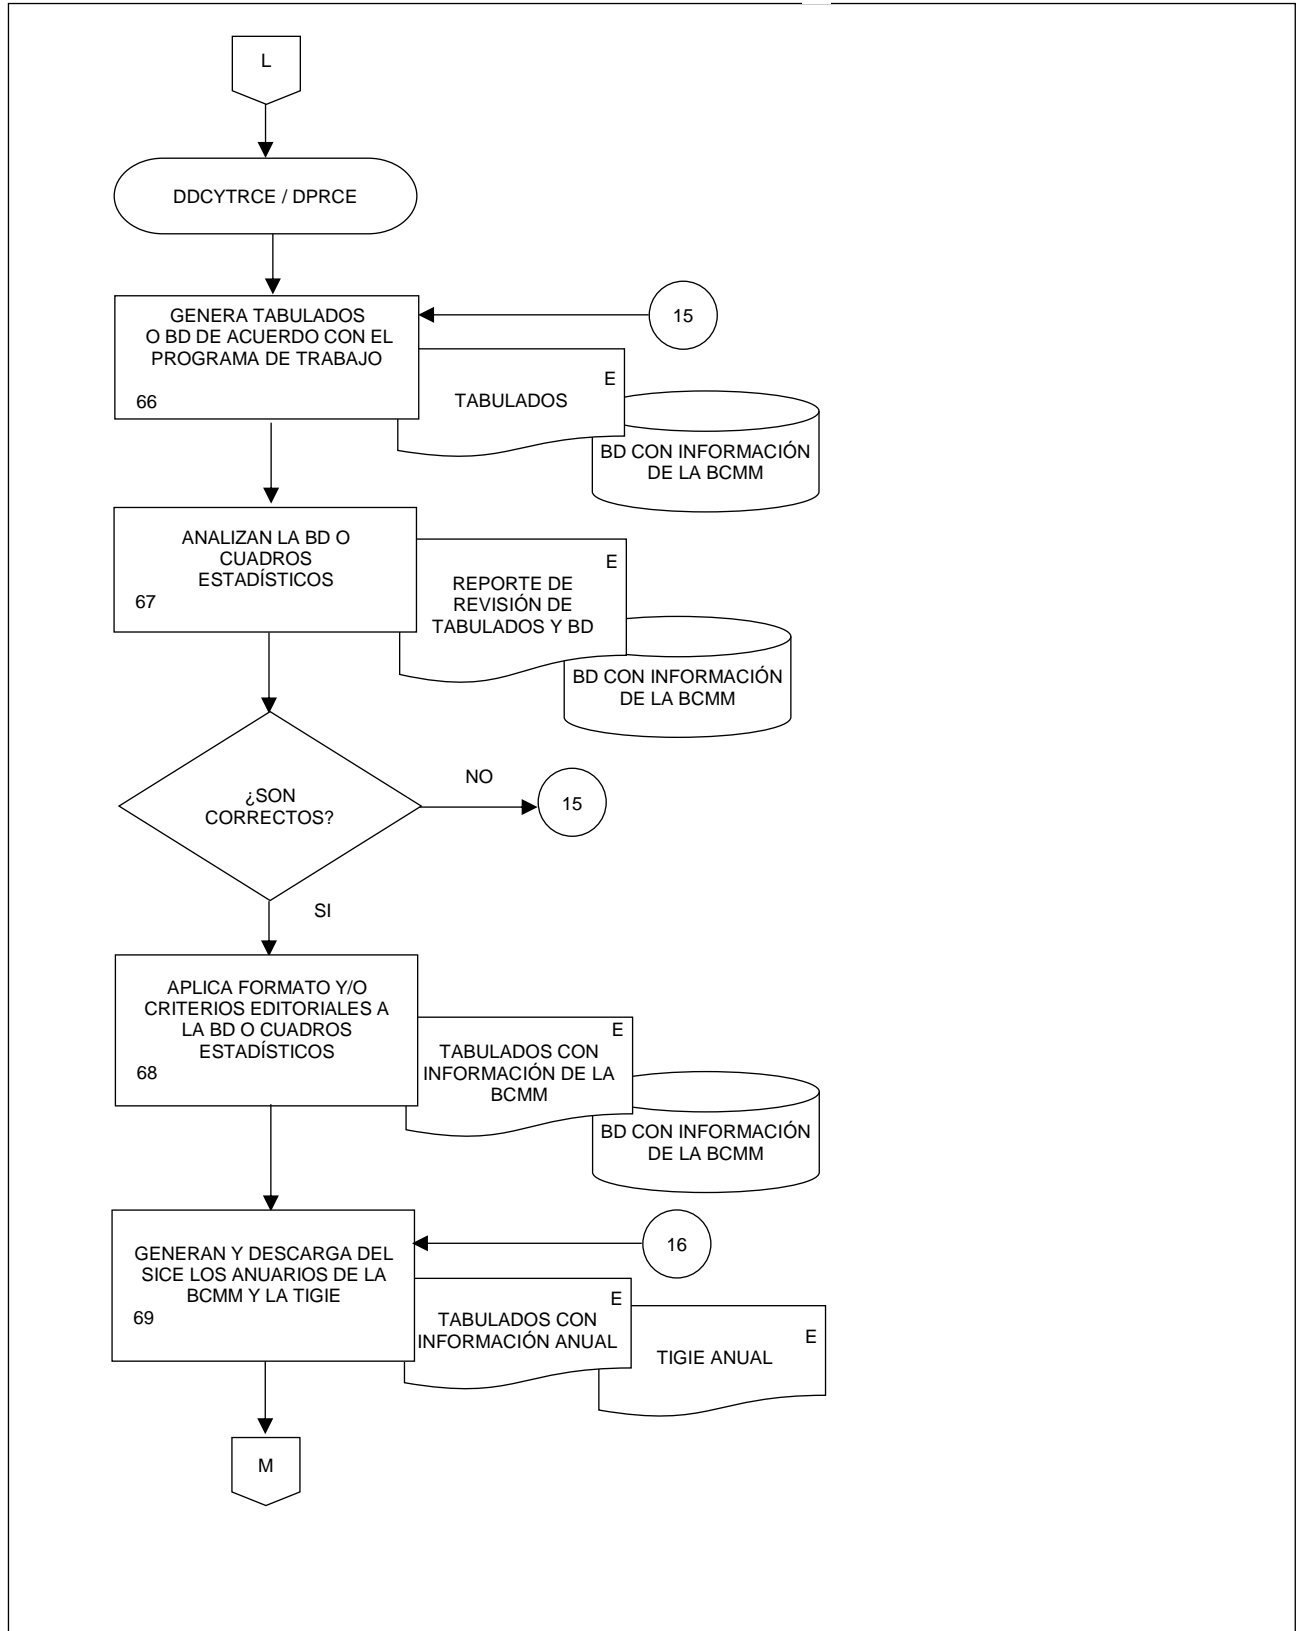 L
DDCYTRCE / DPRCE
GENERA TABULADOS
O BD DE ACUERDO CON EL
PROGRAMA DE TRABAJO
66
15
E
TABULADOS
BD CON INFORMACIÓN
DE LA BCMM
ANALIZAN LA BD O
CUADROS
ESTADÍSTICOS
67
E
REPORTE DE
REVISIÓN DE
TABULADOS Y BD
BD CON INFORMACIÓN
DE LA BCMM
¿SON
CORRECTOS?
NO
15
SI
APLICA FORMATO Y/O
CRITERIOS EDITORIALES A
LA BD O CUADROS
ESTADÍSTICOS
68
E
TABULADOS CON
INFORMACIÓN DE LA
BCMM
BD CON INFORMACIÓN
DE LA BCMM
GENERAN Y DESCARGA DEL
SICE LOS ANUARIOS DE LA
BCMM Y LA TIGIE
69
16
E
TABULADOS CON
INFORMACIÓN ANUAL
E
TIGIE ANUAL
M